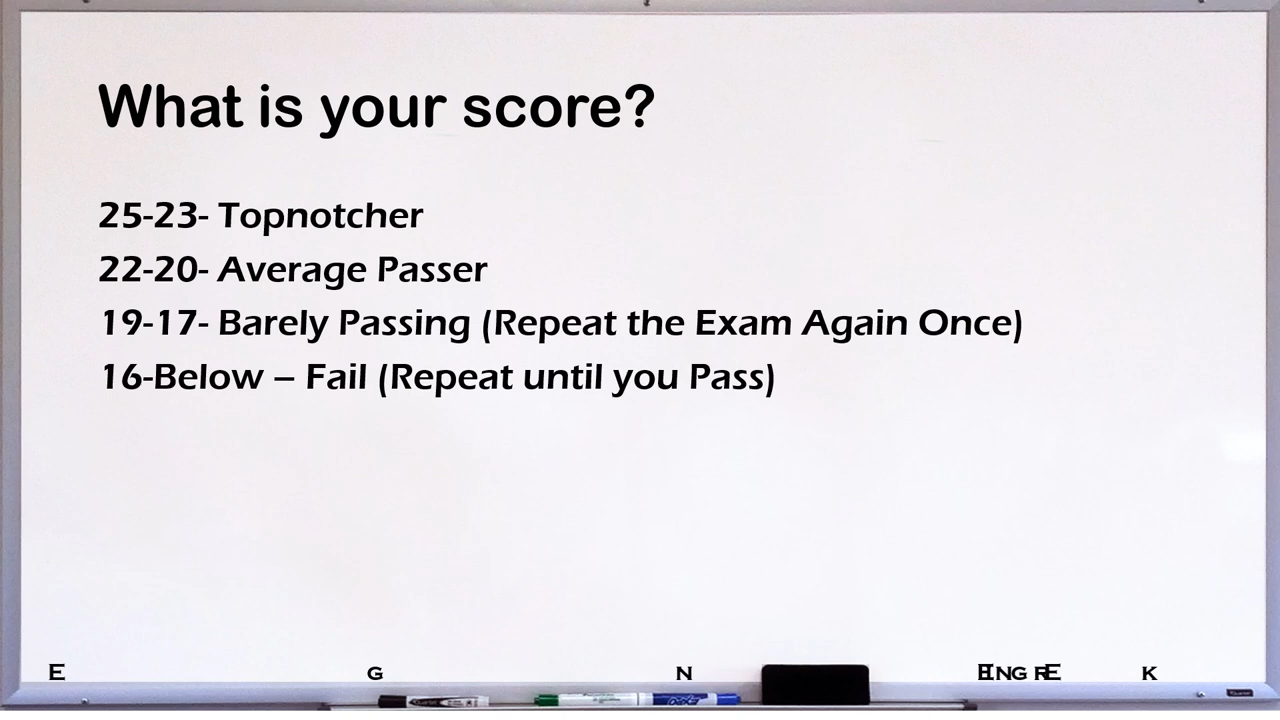 What is your score?
25-23- Topnotcher
22-20- Average Passer
19-17- Barely Passing (Repeat the Exam Again Once)
16-Below – Fail (Repeat until you Pass)
E G N K